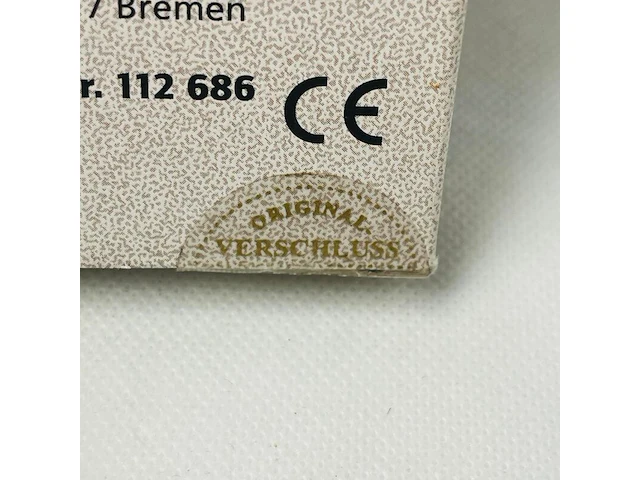 / Bremen
r. 112 686
CE
ORIGINAL
VERSCHLUSS